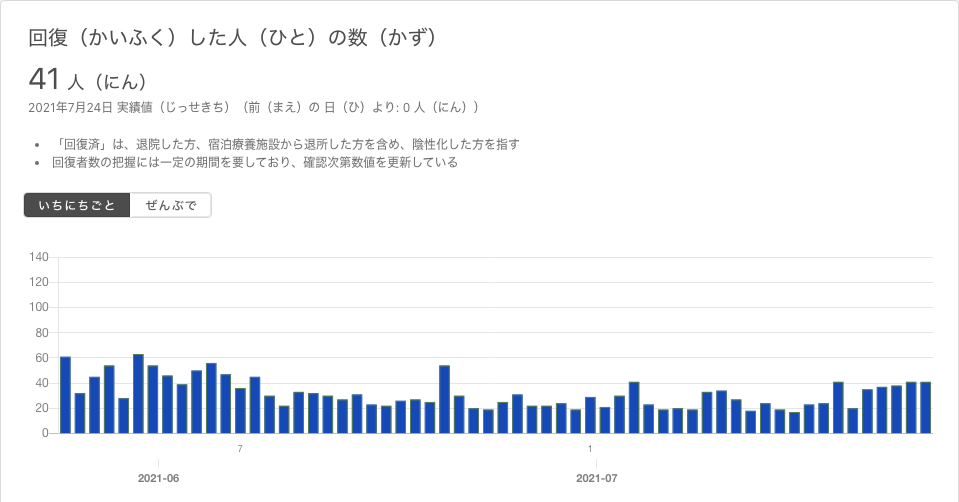 回復（かいふく）した人（ひと）の数（かず）
41 人（にん）
2021年7月24日 実績値（じっせきち）（前（まえ）の 日（ひ）より: 0 人（にん））
• 「回復済」は、退院した方、宿泊療養施設から退所した方を含め、陰性化した方を指す
• 回復者数の把握には一定の期間を要しており、確認次第数値を更新している
いちにちごと ぜんぶで
140
120
100
80
60
40
20
0
7 1
2021-06 2021-07